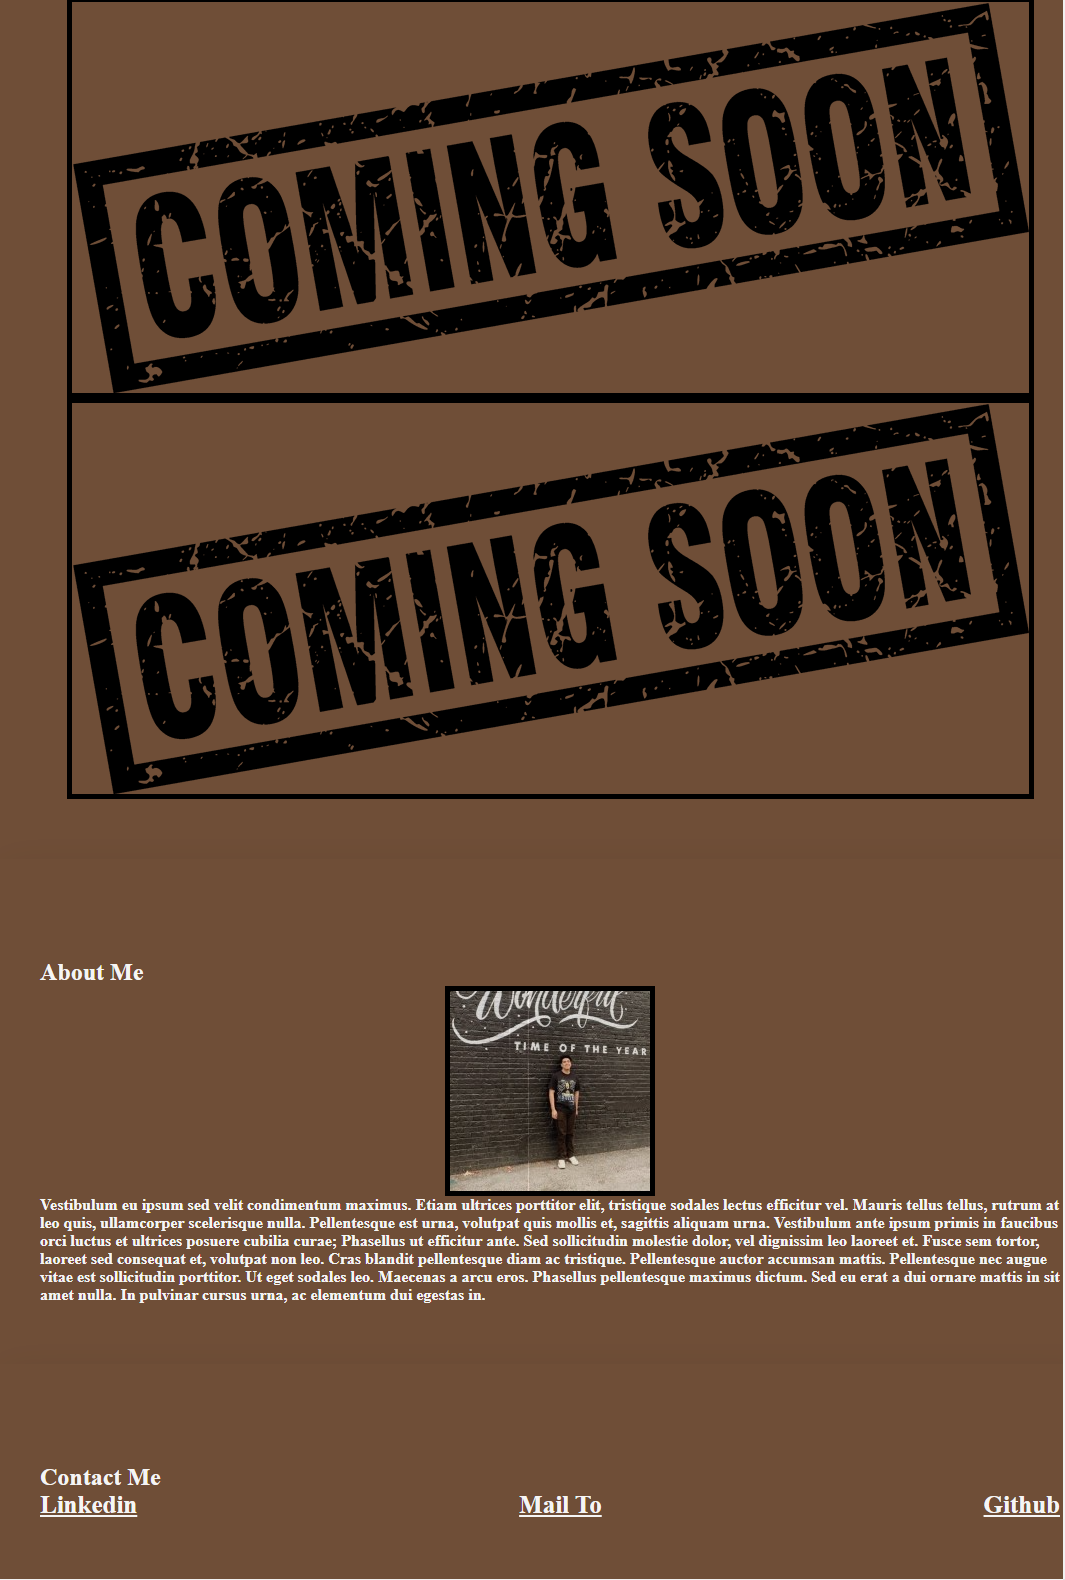 COMING SOON
COMING SOON
About Me
Wonderful
TIME OF THE YEAR
Vestibulum eu ipsum sed velit condimentum maximus. Etiam ultrices porttitor elit, tristique sodales lectus efficitur vel. Mauris tellus tellus, rutrum at
leo quis, ullamcorper scelerisque nulla. Pellentesque est urna, volutpat quis mollis et, sagittis aliquam urna. Vestibulum ante ipsum primis in faucibus
orci luctus et ultrices posuere cubilia curae; Phasellus ut efficitur ante. Sed sollicitudin molestie dolor, vel dignissim leo laoreet et. Fusce sem tortor,
laoreet sed consequat et, volutpat non leo. Cras blandit pellentesque diam ac tristique. Pellentesque auctor accumsan mattis. Pellentesque nec augue
vitae est sollicitudin porttitor. Ut eget sodales leo. Maecenas a arcu eros. Phasellus pellentesque maximus dictum. Sed eu erat a dui ornare mattis in sit
amet nulla. In pulvinar cursus urna, ac elementum dui egestas in.
Contact Me
Linkedin Mail To Github